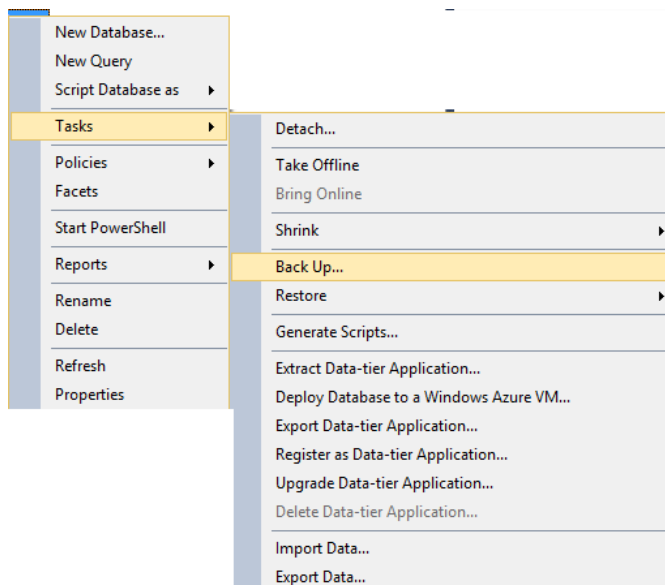 New Database...
New Query
Script Database as
Tasks
Policies
Facets
Start PowerShell
Reports
Rename
Delete
Refresh
Properties
Detach...
Take Offline
Bring Online
Shrink
Back Up...
Restore
Generate Scripts...
Extract Data-tier Application...
Deploy Database to a Windows Azure VM...
Export Data-tier Application...
Register as Data-tier Application...
Upgrade Data-tier Application...
Delete Data-tier Application...
Import Data...
Export Data...